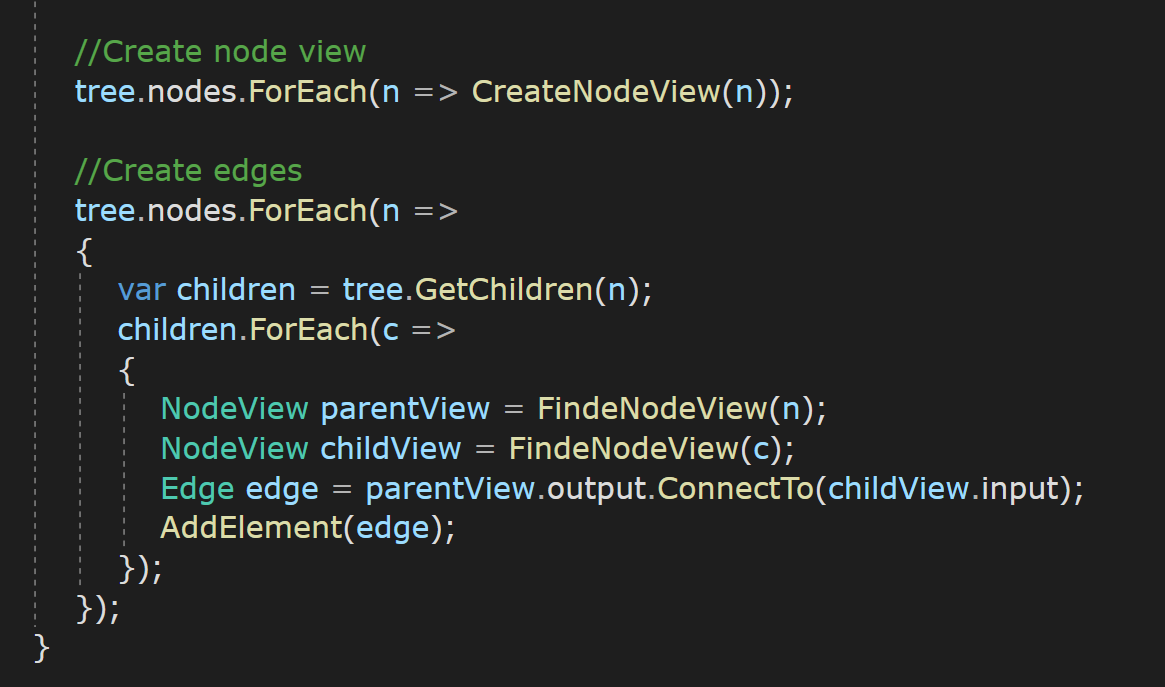 //Create node view
tree.nodes.ForEach(n => CreateNodeView(n));
//Create edges
tree.nodes.ForEach(n =>
{
var children = tree.GetChildren(n);
children.ForEach(c =>
{
NodeView parentView = FindeNodeView(n);
NodeView childView = FindeNodeView(c);
Edge edge = parentView.output.ConnectTo(childView.input);
AddElement(edge);
});
});
}